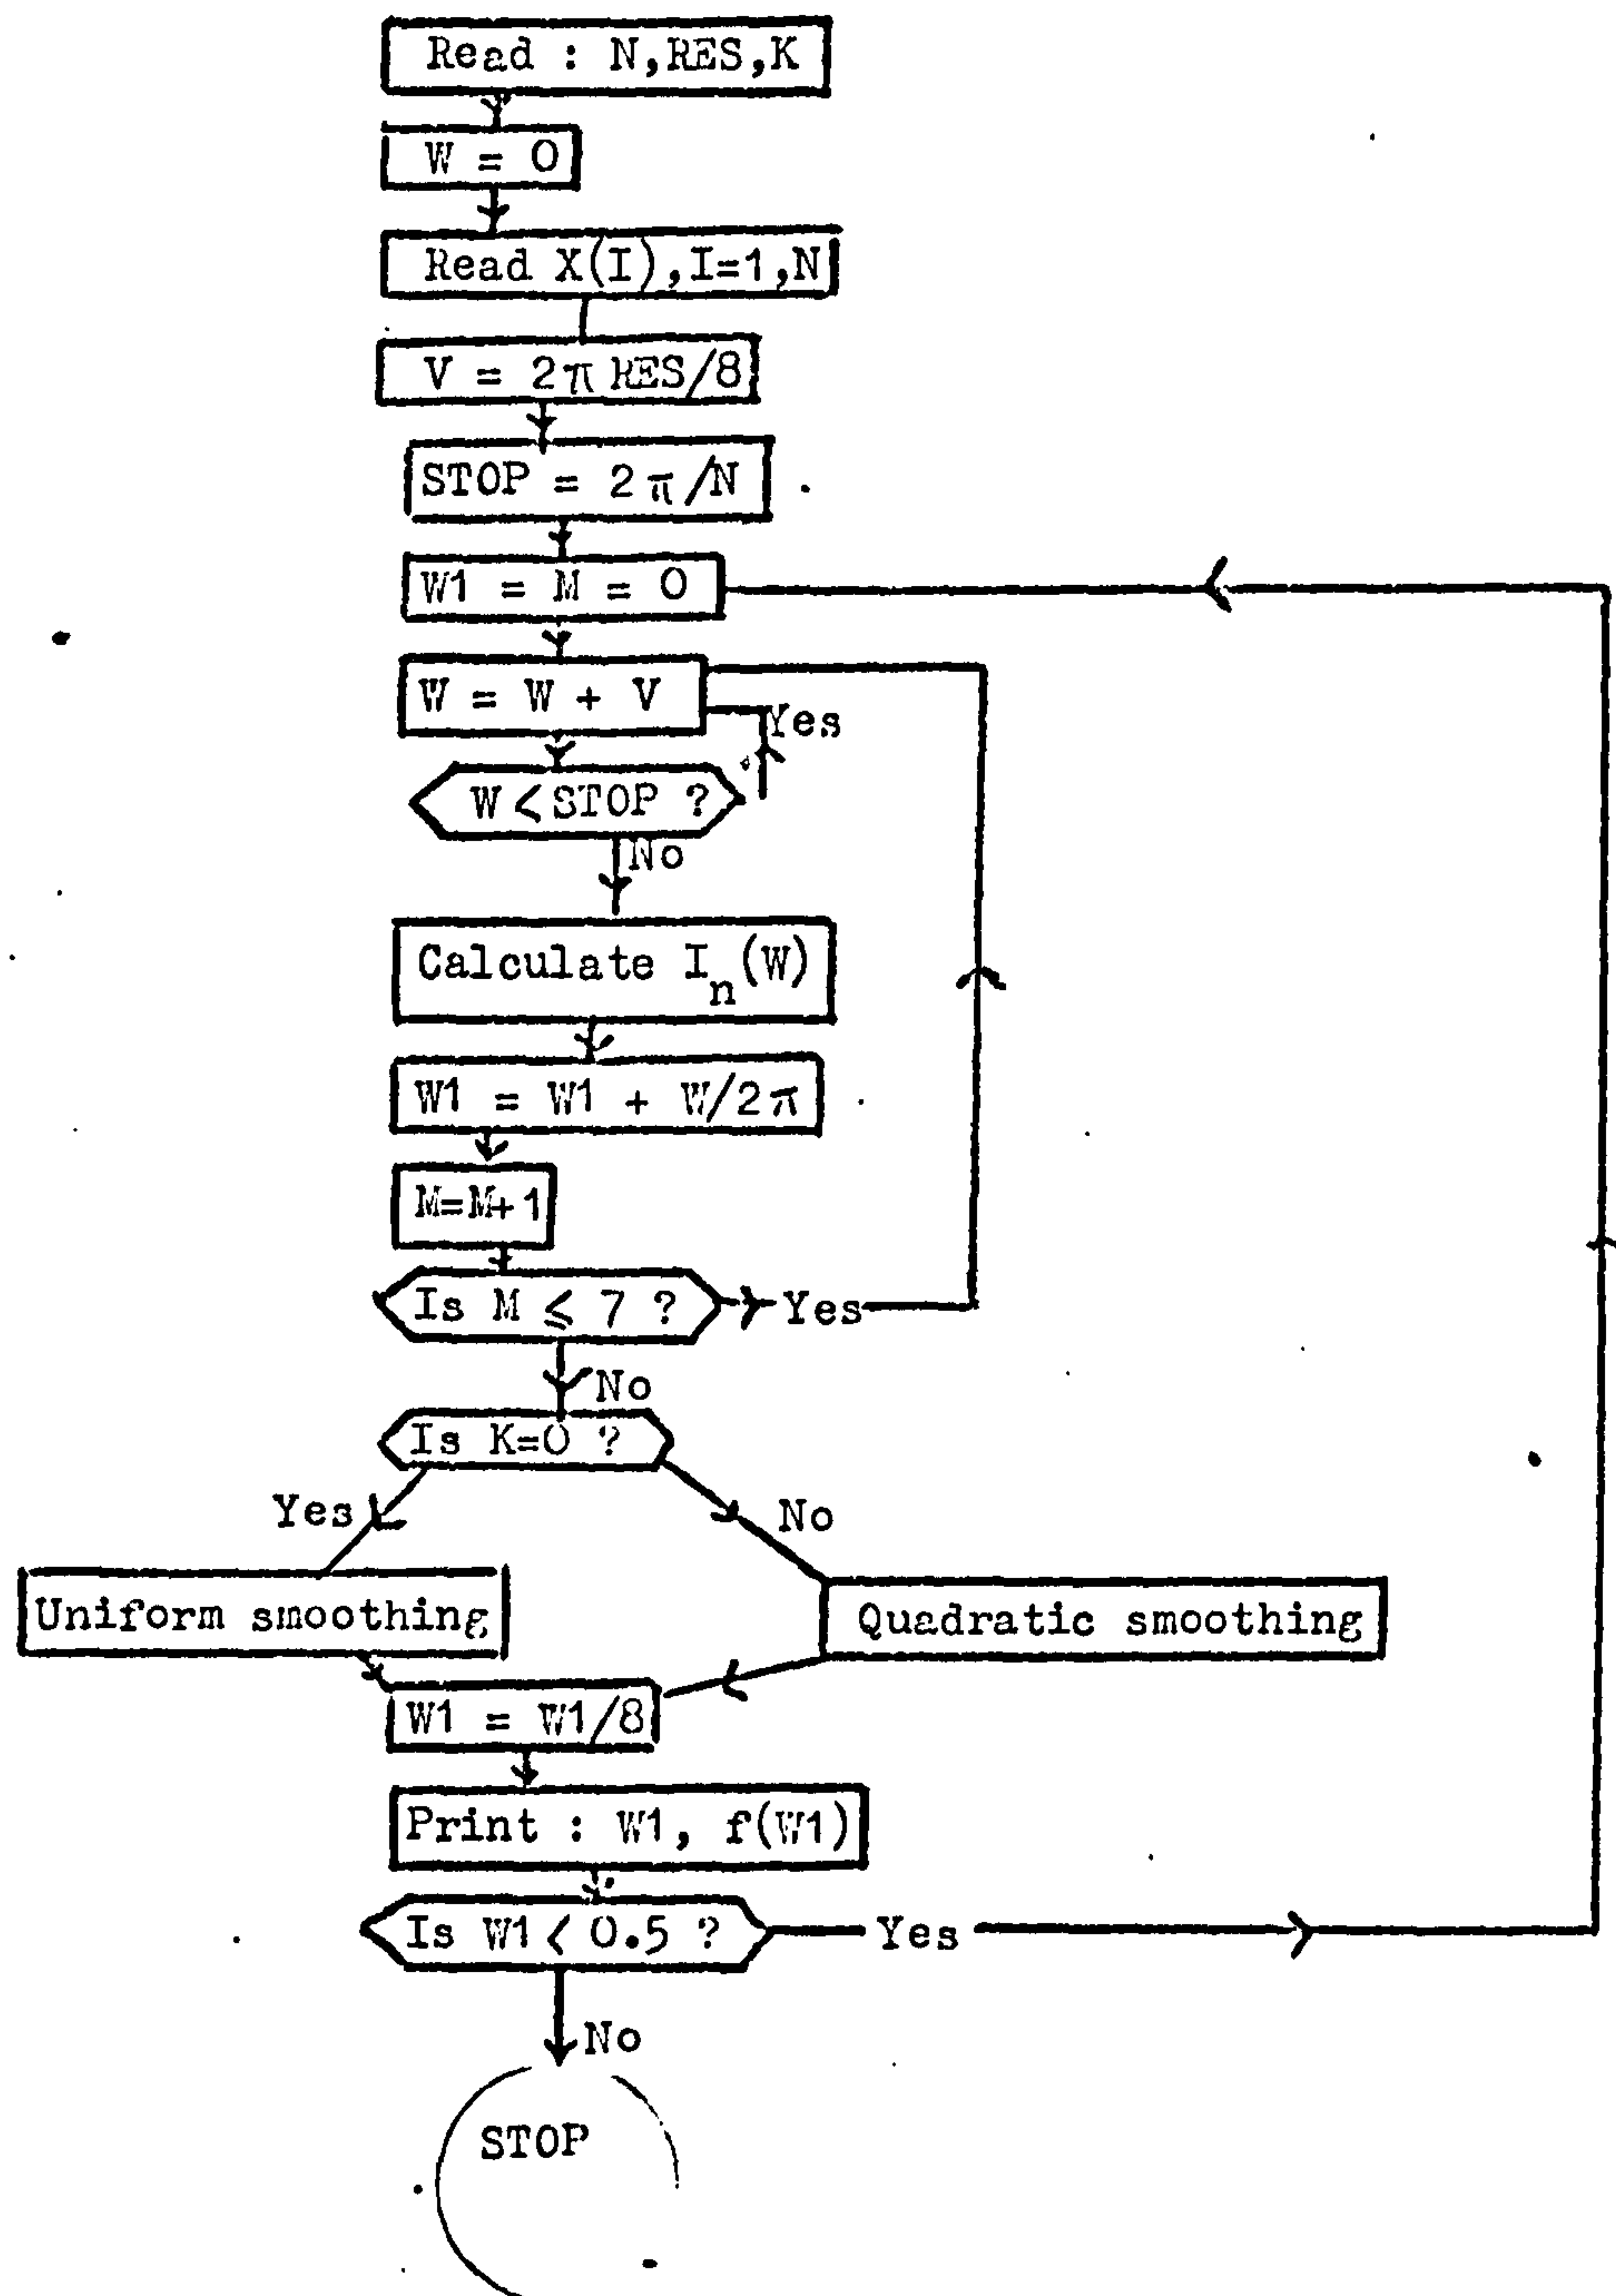 Read : N,RES,K
W = 0
Read X(I),I=1,N
V = 2π RES/8
STOP = 2π/N
W1 = M = 0
W = W + V
Yes
W < STOP ?
No
Calculate I_n(W)
W1 = W1 + W/2π
M=M+1
Is M ⩽ 7 ?
Yes
No
Is K=0 ?
Yes
No
Uniform smoothing
Quadratic smoothing
W1 = W1/8
Print : W1, f(W1)
Is W1 < 0.5 ?
Yes
No
STOP